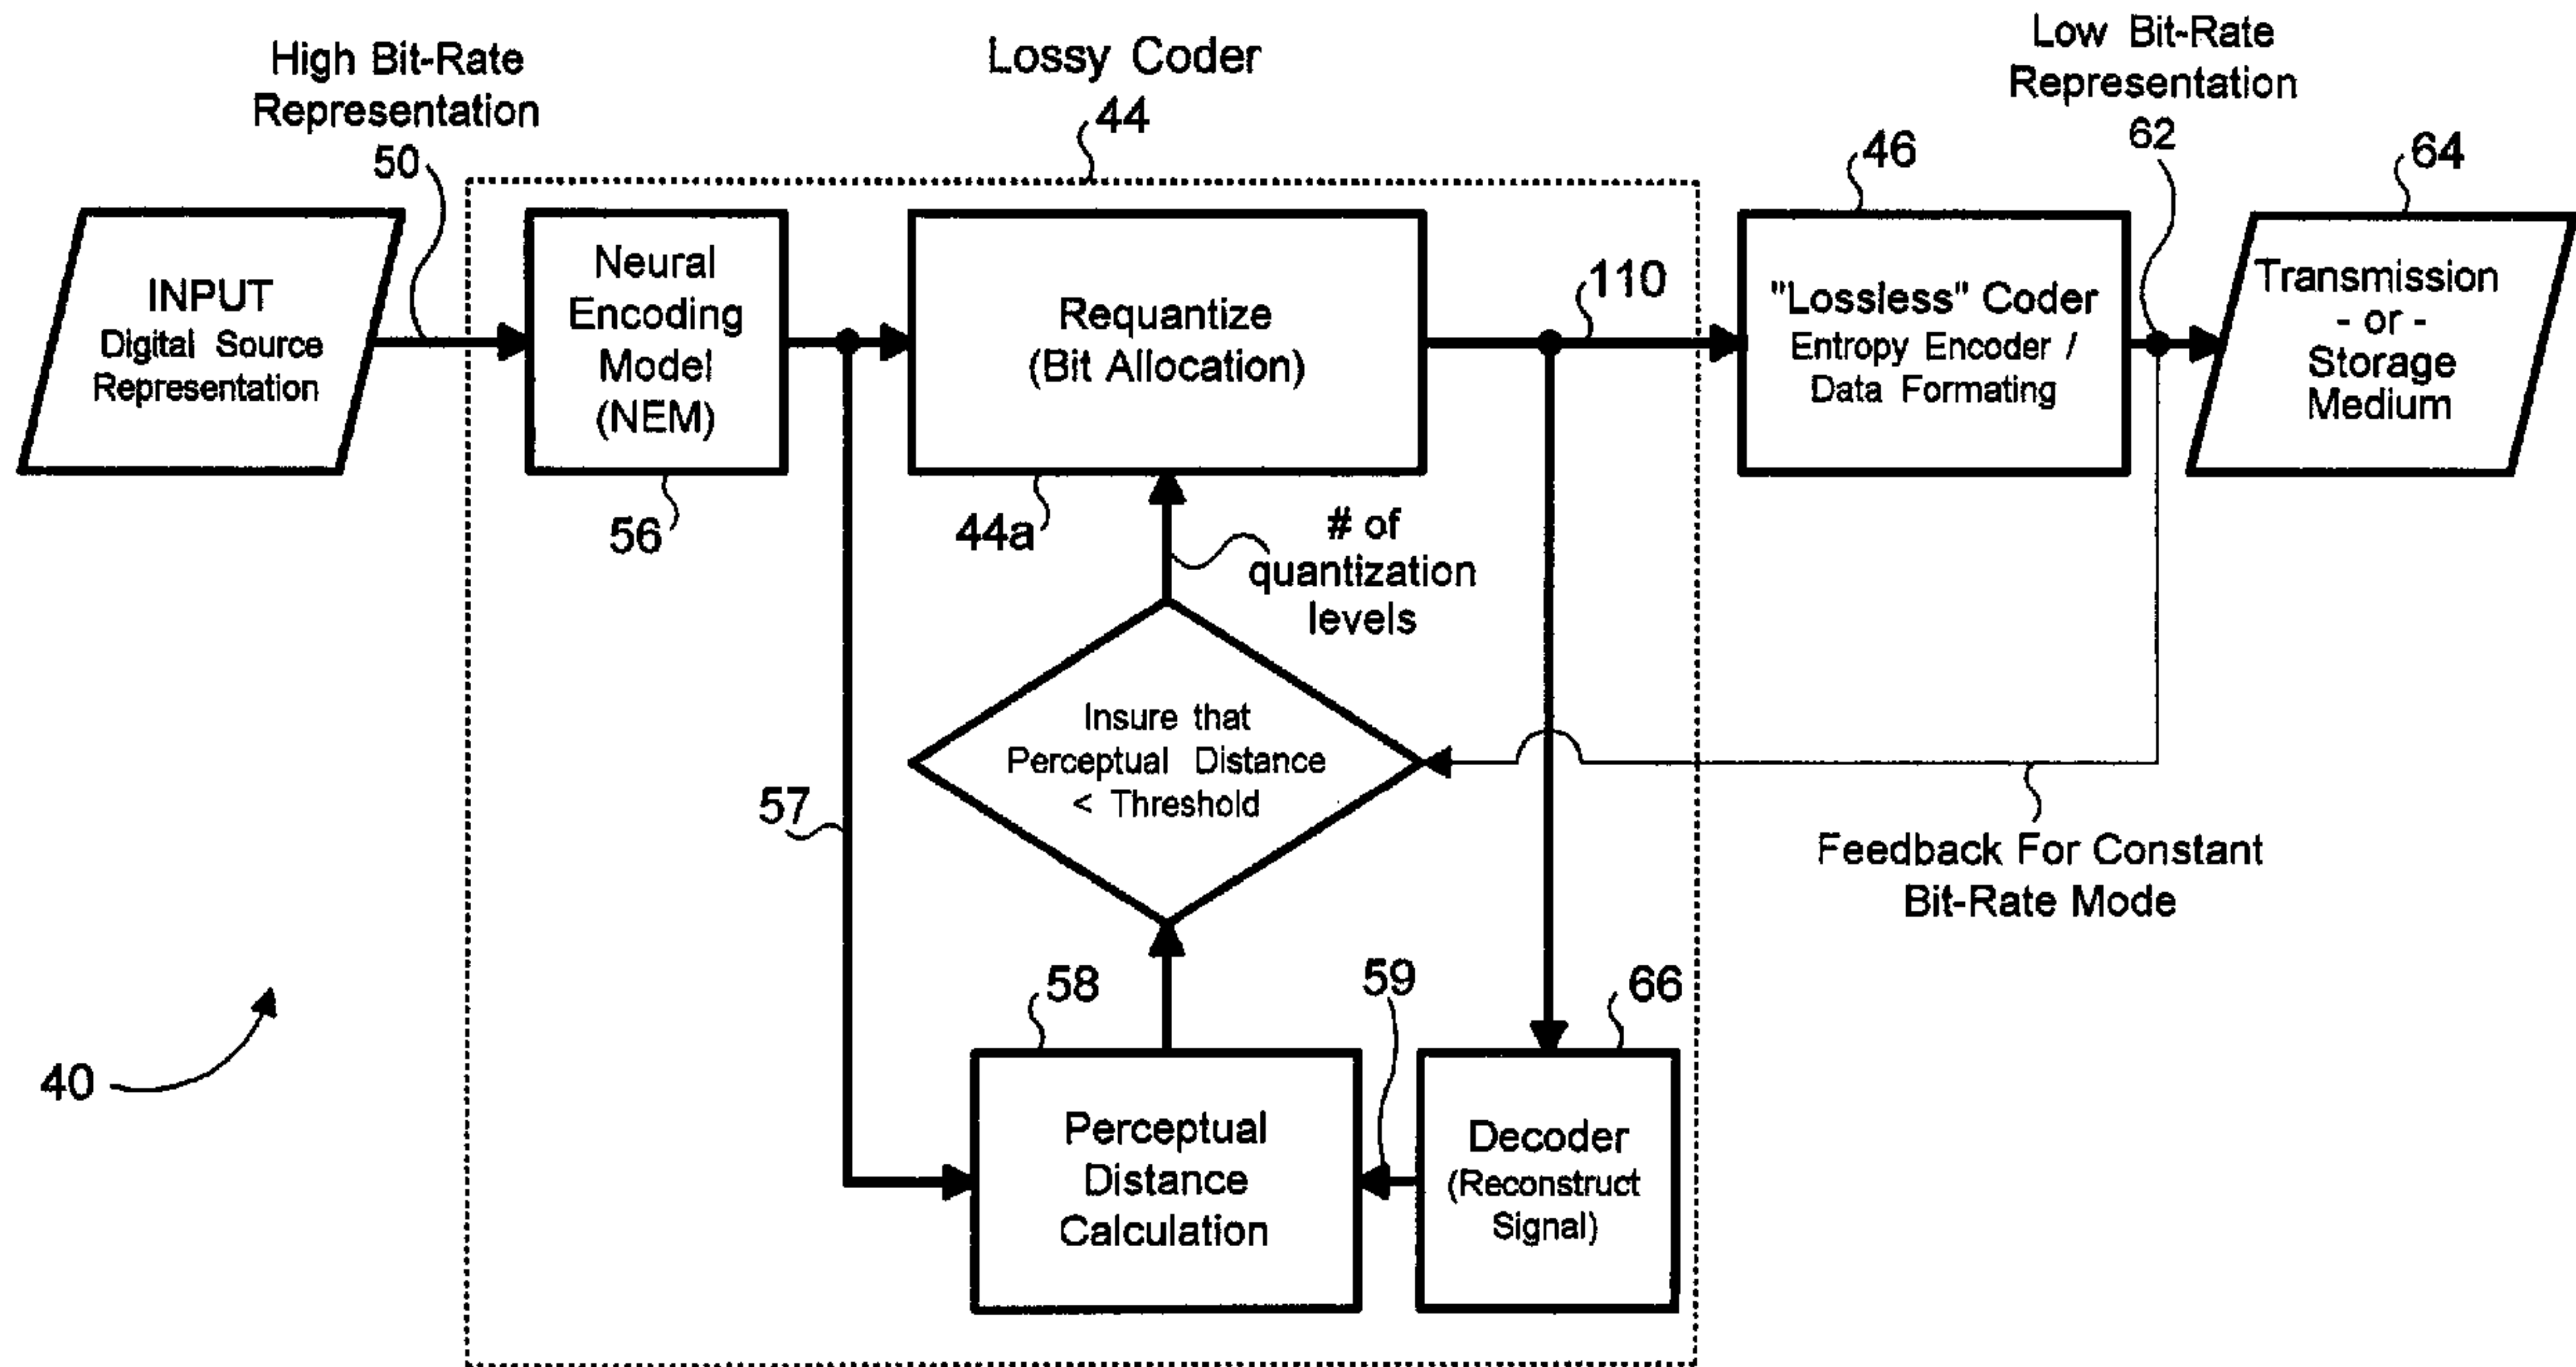 High Bit-Rate
Representation
50
Lossy Coder
44
Low Bit-Rate
Representation
62
46
64
INPUT
Digital Source
Representation
Neural
Encoding
Model
(NEM)
56
Requantize
(Bit Allocation)
44a
110
"Lossless" Coder
Entropy Encoder /
Data Formating
Transmission
- or -
Storage
Medium
# of
quantization
levels
Insure that
Perceptual Distance
< Threshold
57
Feedback For Constant
Bit-Rate Mode
58
59
66
40
Perceptual
Distance
Calculation
Decoder
(Reconstruct
Signal)